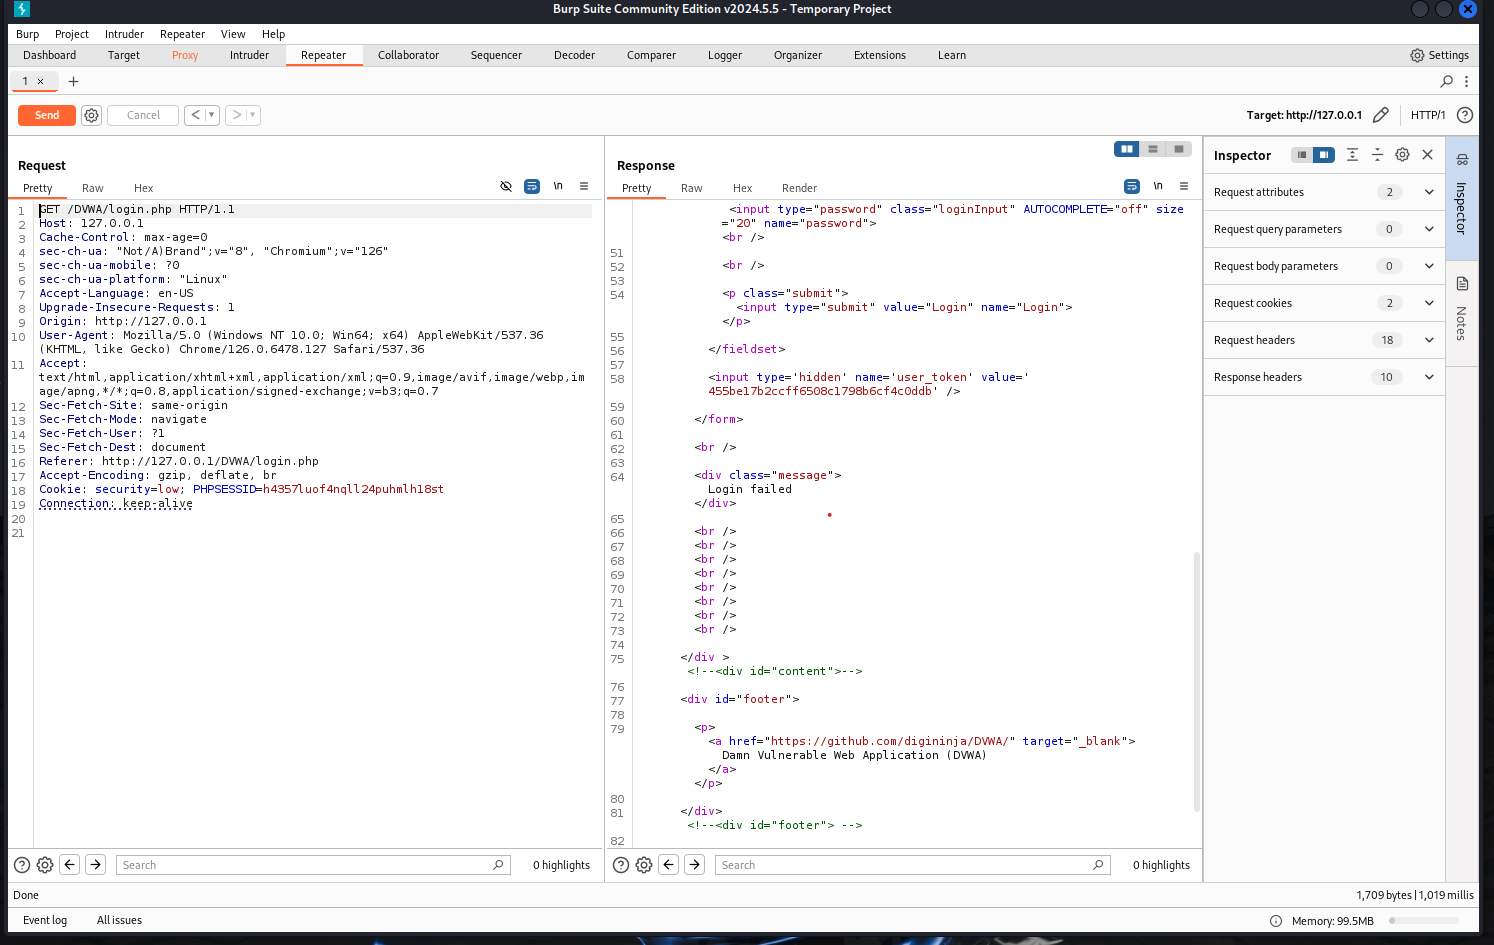 Burp Suite Community Edition v2024.5.5 - Temporary Project
Burp Project Intruder Repeater View Help
Dashboard Target Proxy Intruder Repeater Collaborator Sequencer Decoder Comparer Logger Organizer Extensions Learn Settings
1 × +
Send Cancel < > Target: http://127.0.0.1 HTTP/1 ?
Request
Pretty Raw Hex \n
1 GET /DVWA/login.php HTTP/1.1
2 Host: 127.0.0.1
3 Cache-Control: max-age=0
4 sec-ch-ua: "Not/A)Brand";v="8", "Chromium";v="126"
5 sec-ch-ua-mobile: ?0
6 sec-ch-ua-platform: "Linux"
7 Accept-Language: en-US
8 Upgrade-Insecure-Requests: 1
9 Origin: http://127.0.0.1
10 User-Agent: Mozilla/5.0 (Windows NT 10.0; Win64; x64) AppleWebKit/537.36
(KHTML, like Gecko) Chrome/126.0.6478.127 Safari/537.36
11 Accept:
text/html,application/xhtml+xml,application/xml;q=0.9,image/avif,image/webp,im
age/apng,*/*;q=0.8,application/signed-exchange;v=b3;q=0.7
12 Sec-Fetch-Site: same-origin
13 Sec-Fetch-Mode: navigate
14 Sec-Fetch-User: ?1
15 Sec-Fetch-Dest: document
16 Referer: http://127.0.0.1/DVWA/login.php
17 Accept-Encoding: gzip, deflate, br
18 Cookie: security=low; PHPSESSID=h4357luof4nqll24puhmlh18st
19 Connection: keep-alive
20
21
? Search 0 highlights
Response
Pretty Raw Hex Render \n
<input type="password" class="loginInput" AUTOCOMPLETE="off" size
="20" name="password">
<br />
51
52 <br />
53
54 <p class="submit">
<input type="submit" value="Login" name="Login">
</p>
55
56 </fieldset>
57
58 <input type='hidden' name='user_token' value='
455be17b2ccff6508c1798b6cf4c0ddb' />
59
60 </form>
61
62 <br />
63
64 <div class="message">
Login failed
</div>
65
66 <br />
67 <br />
68 <br />
69 <br />
70 <br />
71 <br />
72 <br />
73 <br />
74
75 </div >
<!--<div id="content">-->
76
77 <div id="footer">
78
79 <p>
<a href="https://github.com/digininja/DVWA/" target="_blank">
Damn Vulnerable Web Application (DVWA)
</a>
</p>
80
81 </div>
<!--<div id="footer"> -->
82
? Search 0 highlights
Inspector
Request attributes 2
Request query parameters 0
Request body parameters 0
Request cookies 2
Request headers 18
Response headers 10
Inspector
Notes
Done 1,709 bytes | 1,019 millis
Event log All issues Memory: 99.5MB